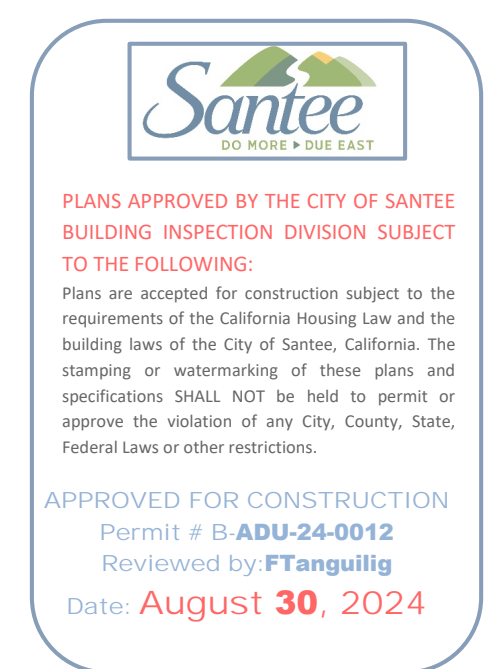 Santee
DO MORE ▶ DUE EAST
PLANS APPROVED BY THE CITY OF SANTEE
BUILDING INSPECTION DIVISION SUBJECT
TO THE FOLLOWING:
Plans are accepted for construction subject to the
requirements of the California Housing Law and the
building laws of the City of Santee, California. The
stamping or watermarking of these plans and
specifications SHALL NOT be held to permit or
approve the violation of any City, County, State,
Federal Laws or other restrictions.
APPROVED FOR CONSTRUCTION
Permit # B-ADU-24-0012
Reviewed by:FTanguilig
Date: August 30, 2024